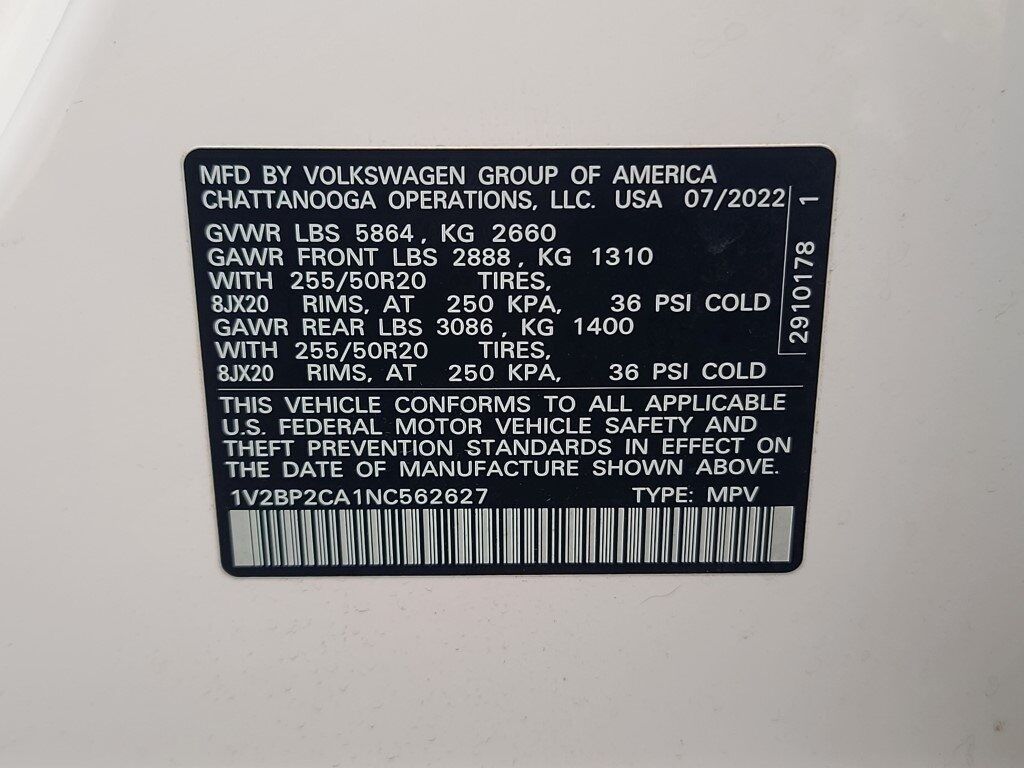 MFD BY VOLKSWAGEN GROUP OF AMERICA
CHATTANOOGA OPERATIONS, LLC. USA 07/2022
GVWR LBS 5864, KG 2660
GAWR FRONT LBS 2888, KG 1310
WITH 255/50R20 TIRES,
8JX20 RIMS, AT 250 KPA, 36 PSI COLD
GAWR REAR LBS 3086, KG 1400
WITH 255/50R20 TIRES,
8JX20 RIMS, AT 250 KPA, 36 PSI COLD
2910178 1
THIS VEHICLE CONFORMS TO ALL APPLICABLE
U.S. FEDERAL MOTOR VEHICLE SAFETY AND
THEFT PREVENTION STANDARDS IN EFFECT ON
THE DATE OF MANUFACTURE SHOWN ABOVE.
1V2BP2CA1NC562627 TYPE: MPV